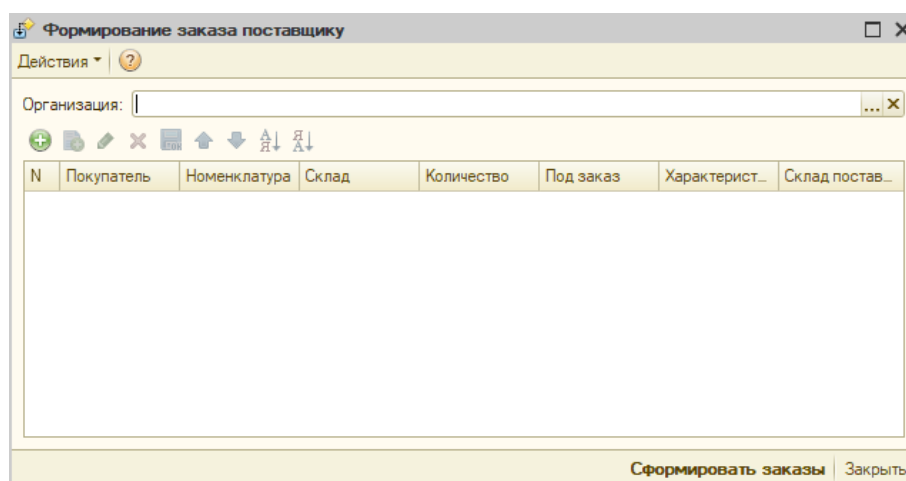 Формирование заказа поставщику
Действия
Организация:
N Покупатель Номенклатура Склад Количество Под заказ Характерист... Склад постав...
Сформировать заказы Закрыть